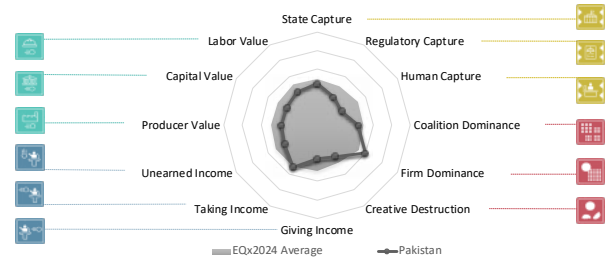 State Capture
Labor Value
Regulatory Capture
Capital Value
Human Capture
Producer Value
Coalition Dominance
Unearned Income
Firm Dominance
Taking Income
Creative Destruction
Giving Income
EQx2024 Average
Pakistan